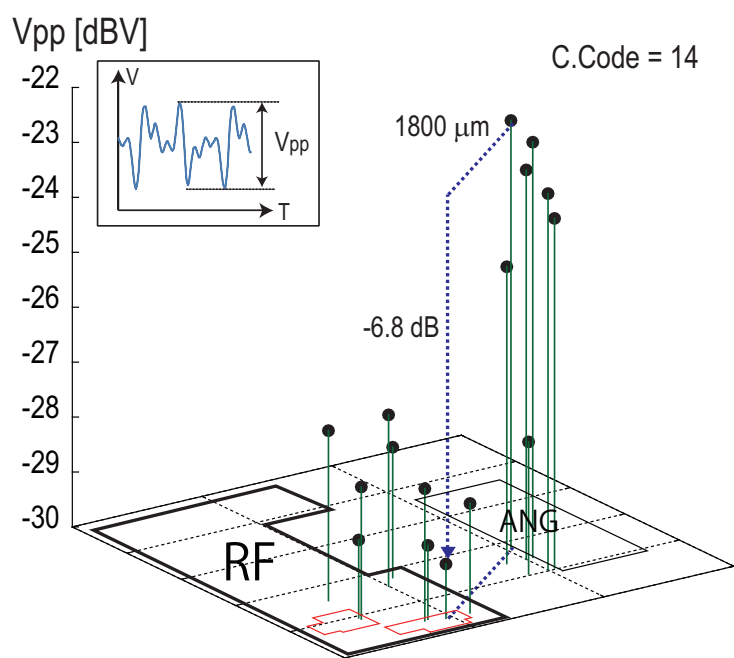 Vpp [dBV]
C.Code = 14
-22
-23
-24
-25
-26
-27
-28
-29
-30
V
Vpp
T
1800 μm
-6.8 dB
ANG
RF